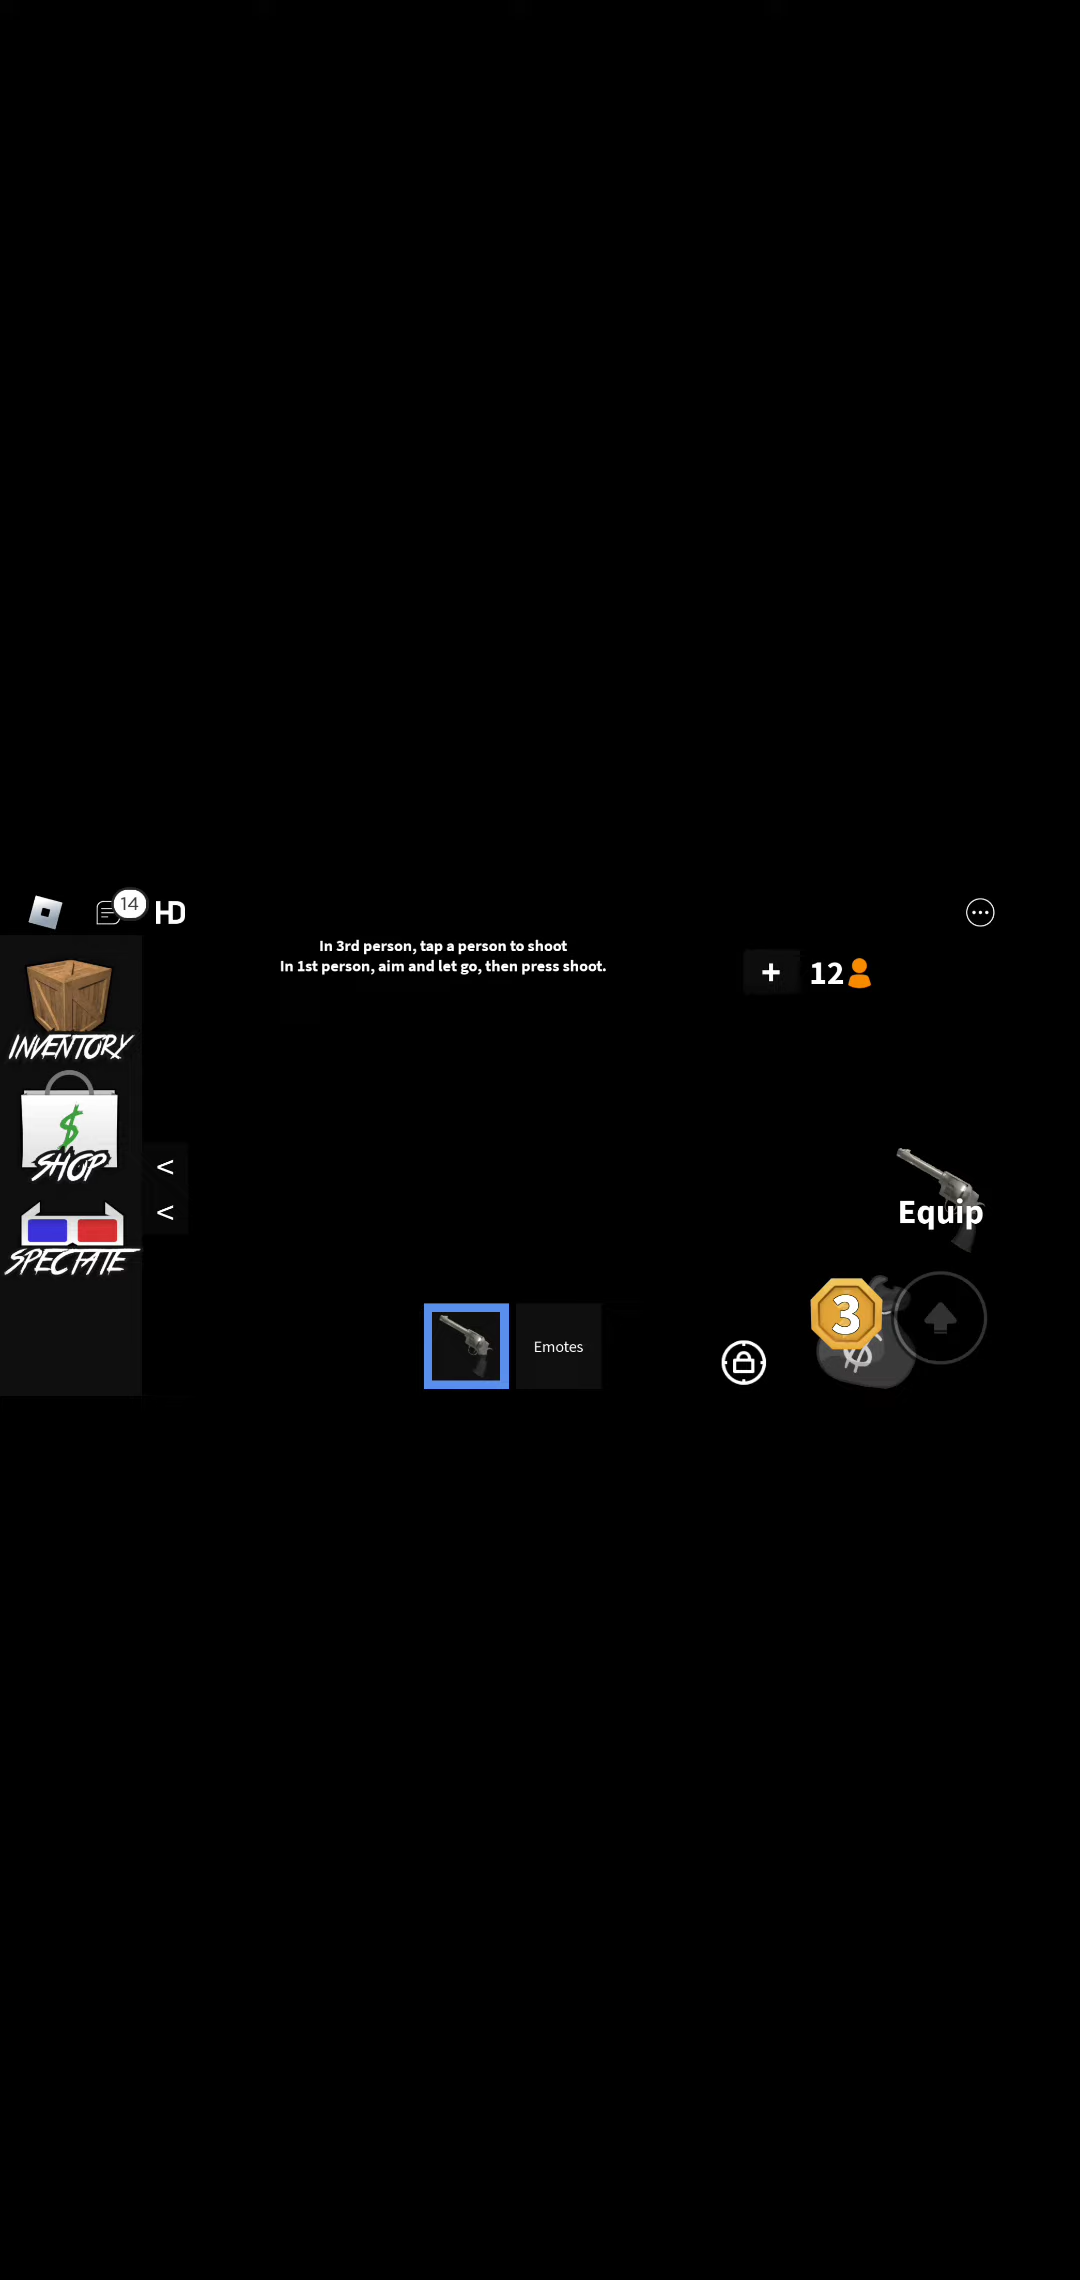 14
HD
In 3rd person, tap a person to shoot
In 1st person, aim and let go, then press shoot.
+
12
INVENTORY
$
SHOP
<
<
SPECTATE
Equip
3
$
Emotes